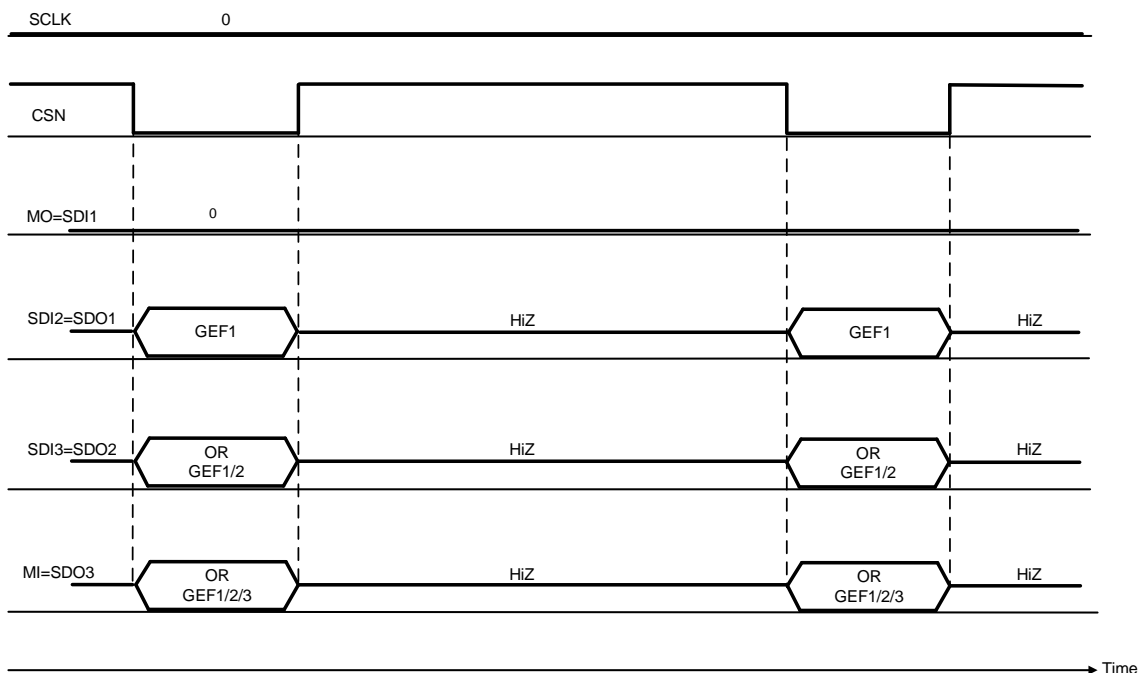 SCLK 0
CSN
MO=SDI1 0
SDI2=SDO1 GEF1 HiZ GEF1 HiZ
SDI3=SDO2 OR GEF1/2 HiZ OR GEF1/2 HiZ
MI=SDO3 OR GEF1/2/3 HiZ OR GEF1/2/3 HiZ
Time